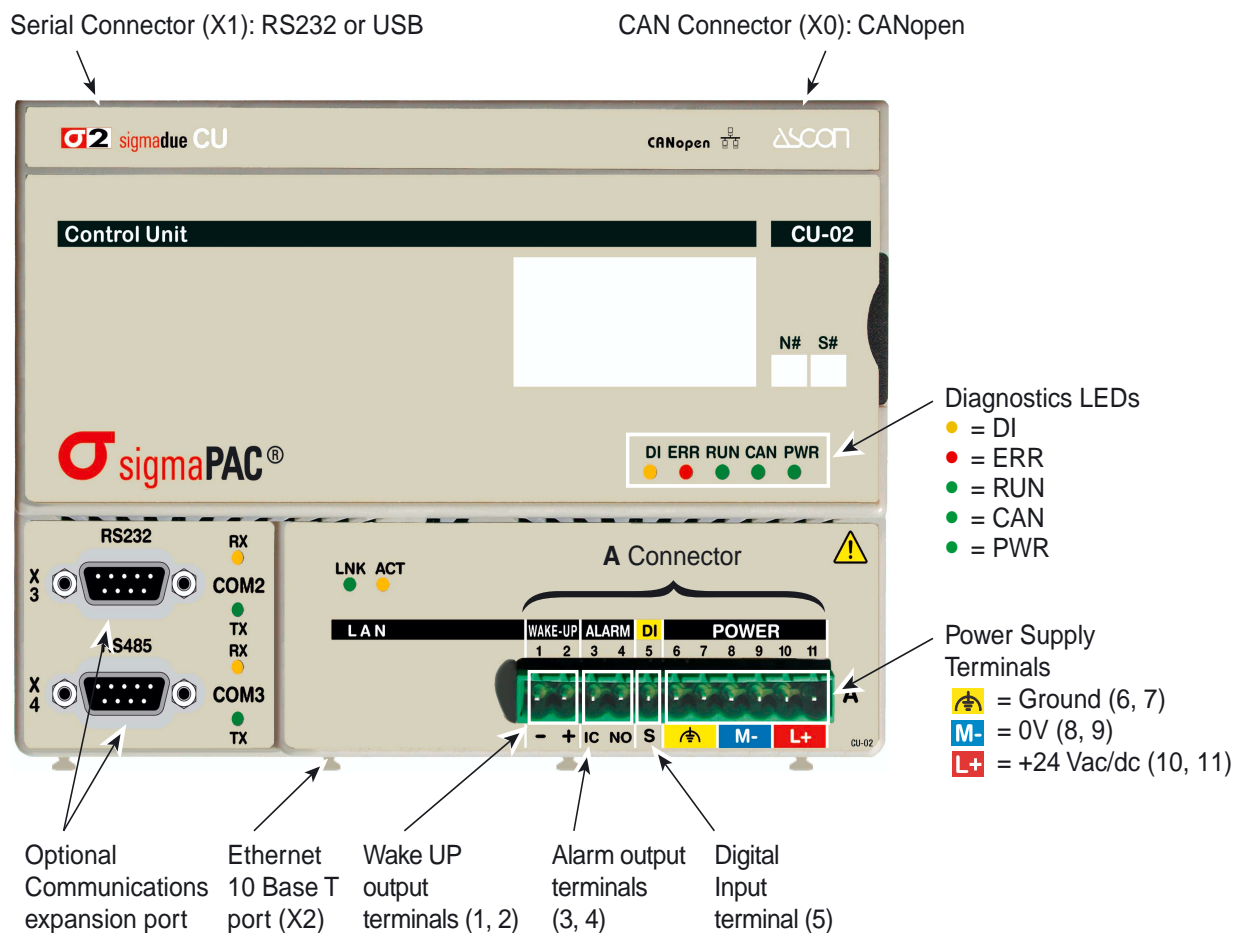 Serial Connector (X1): RS232 or USB
CAN Connector (X0): CANopen
σ2 sigmadue CU
CANopen
ASCON
Control Unit
CU-02
N# S#
Diagnostics LEDs
= DI
= ERR
= RUN
= CAN
= PWR
σ sigmaPAC®
DI ERR RUN CAN PWR
RS232
RX
X3
COM2
TX
RS485
RX
X4
COM3
TX
LNK ACT
A Connector
LAN
WAKE-UP ALARM DI POWER
1 2 3 4 5 6 7 8 9 10 11
A
- + IC NO S M- L+
CU-02
Power Supply
Terminals
= Ground (6, 7)
M- = 0V (8, 9)
L+ = +24 Vac/dc (10, 11)
Optional
Communications
expansion port
Ethernet
10 Base T
port (X2)
Wake UP
output
terminals (1, 2)
Alarm output
terminals
(3, 4)
Digital
Input
terminal (5)